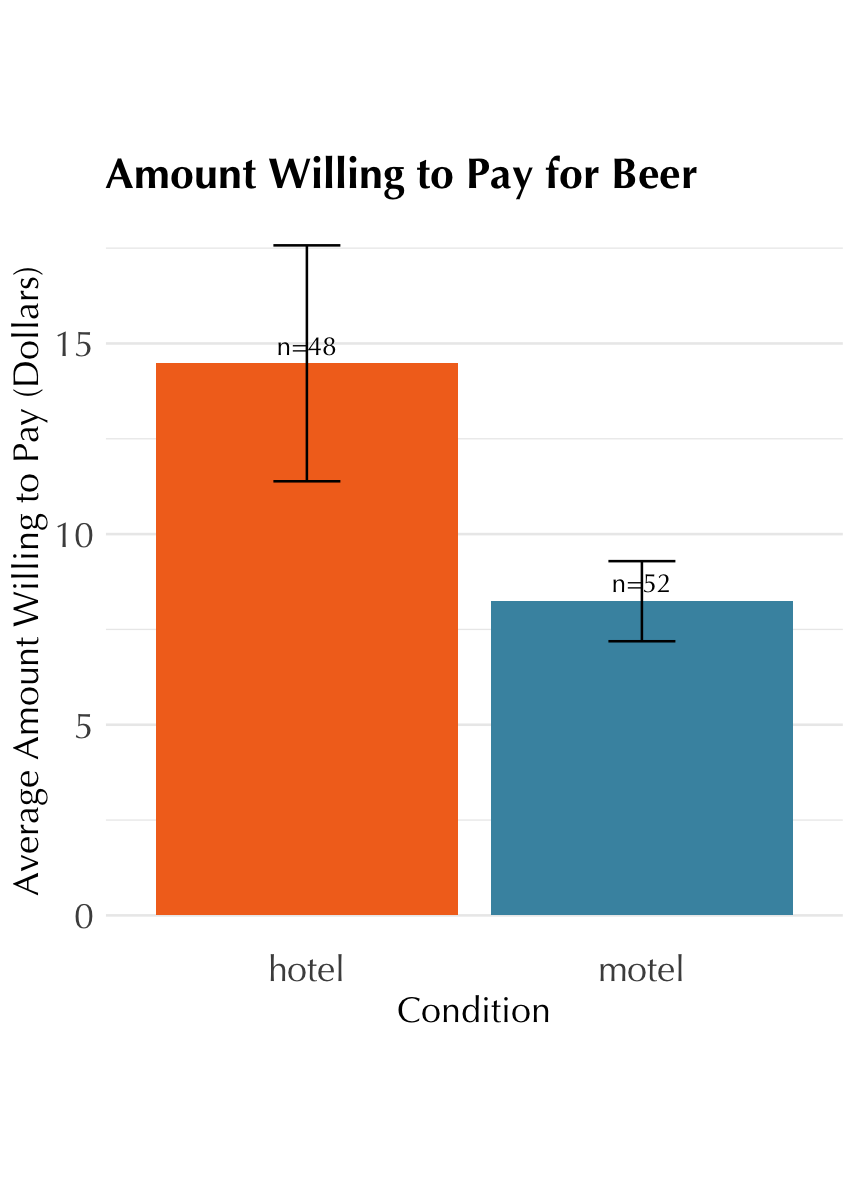 Amount Willing to Pay for Beer
Average Amount Willing to Pay (Dollars)
15
10
5
0
n=48
n=52
hotel
motel
Condition